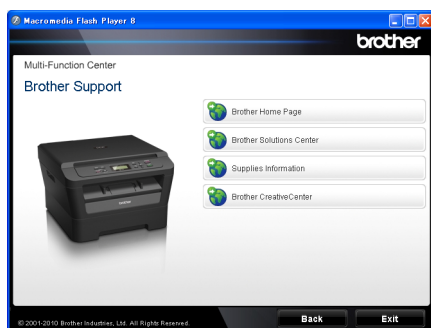 Macromedia Flash Player 8
brother
Multi-Function Center
Brother Support
Brother Home Page
Brother Solutions Center
Supplies Information
Brother CreativeCenter
© 2001-2010 Brother Industries, Ltd. All Rights Reserved.
Back
Exit